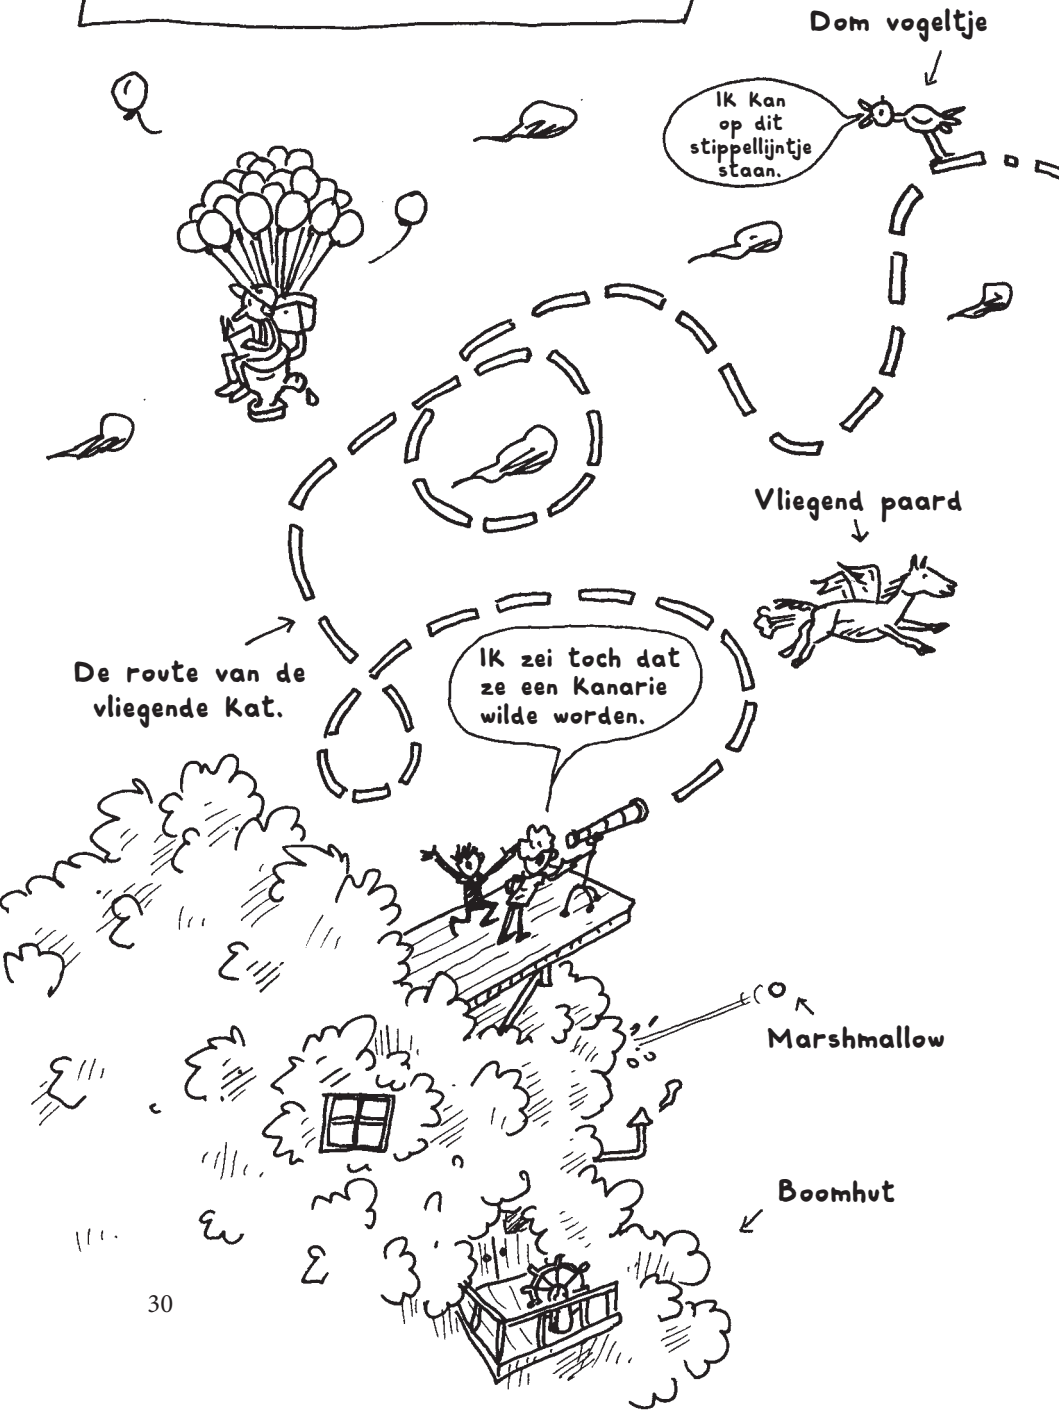 Dom vogeltje
Ik kan
op dit
stippellijntje
staan.
Vliegend paard
De route van de
vliegende kat.
Ik zei toch dat
ze een kanarie
wilde worden.
Marshmallow
Boomhut
30